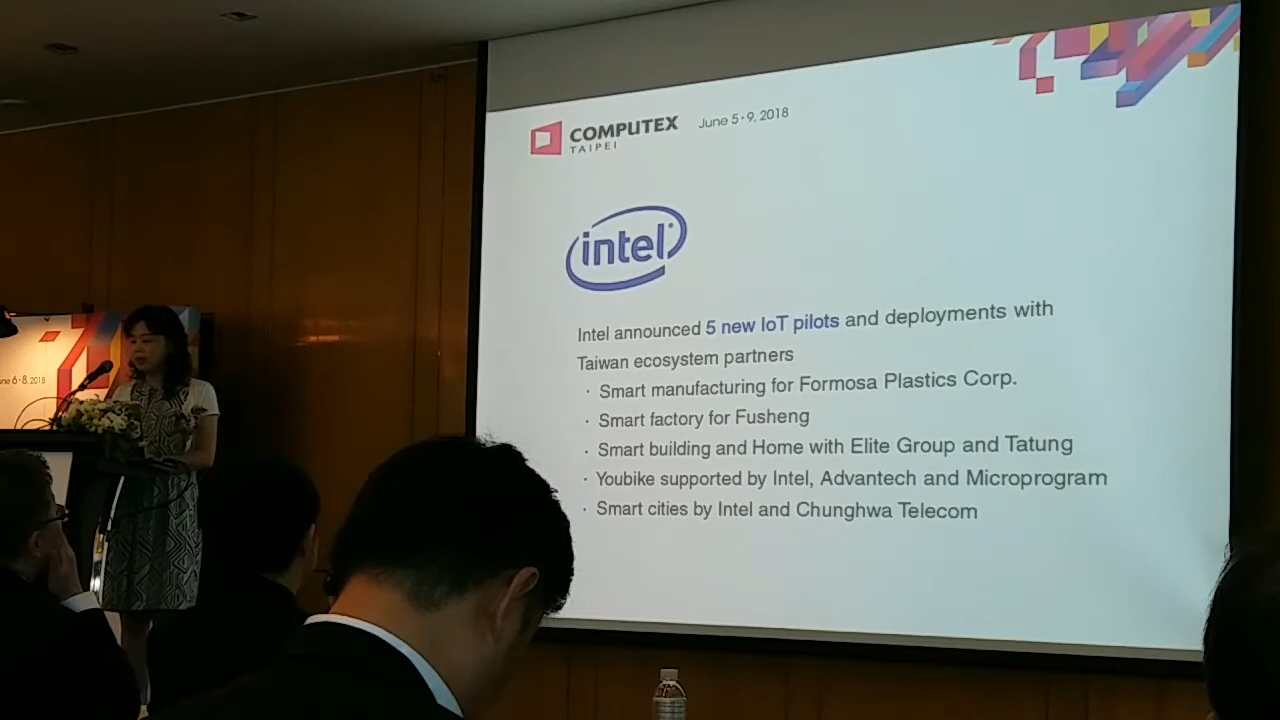 COMPUTEX
TAIPEI
June 5・9, 2018
intel
Intel announced 5 new IoT pilots and deployments with
Taiwan ecosystem partners
· Smart manufacturing for Formosa Plastics Corp.
· Smart factory for Fusheng
· Smart building and Home with Elite Group and Tatung
· Youbike supported by Intel, Advantech and Microprogram
· Smart cities by Intel and Chunghwa Telecom
6・8, 2018